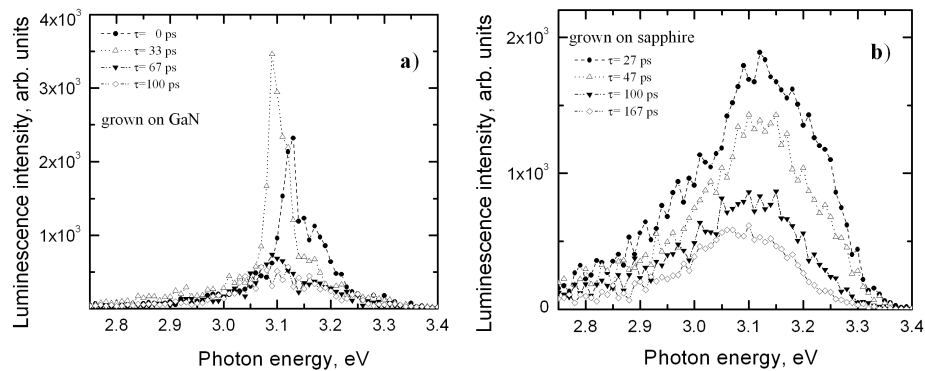 4x10³
3x10³
2x10³
1x10³
Luminescence intensity, arb. units
τ= 0 ps
τ= 33 ps
τ= 67 ps
τ=100 ps
a)
grown on GaN
2.8 2.9 3.0 3.1 3.2 3.3 3.4
Photon energy, eV
2x10³
1x10³
0
Luminescence intensity, arb. units
grown on sapphire
b)
τ= 27 ps
τ= 47 ps
τ= 100 ps
τ= 167 ps
2.8 2.9 3.0 3.1 3.2 3.3 3.4
Photon energy, eV